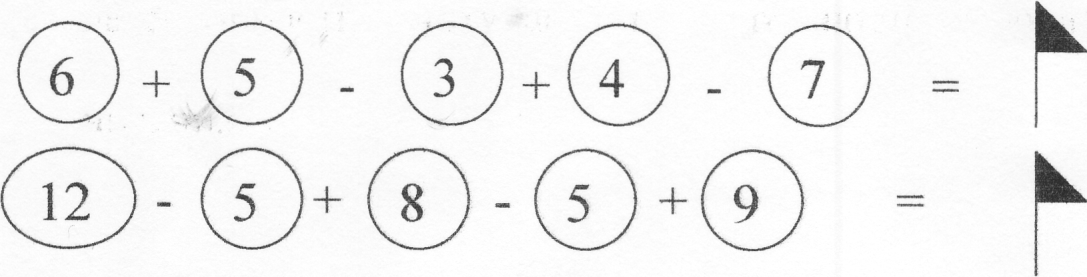 6 + 5 - 3 + 4 - 7 =
12 - 5 + 8 - 5 + 9 =